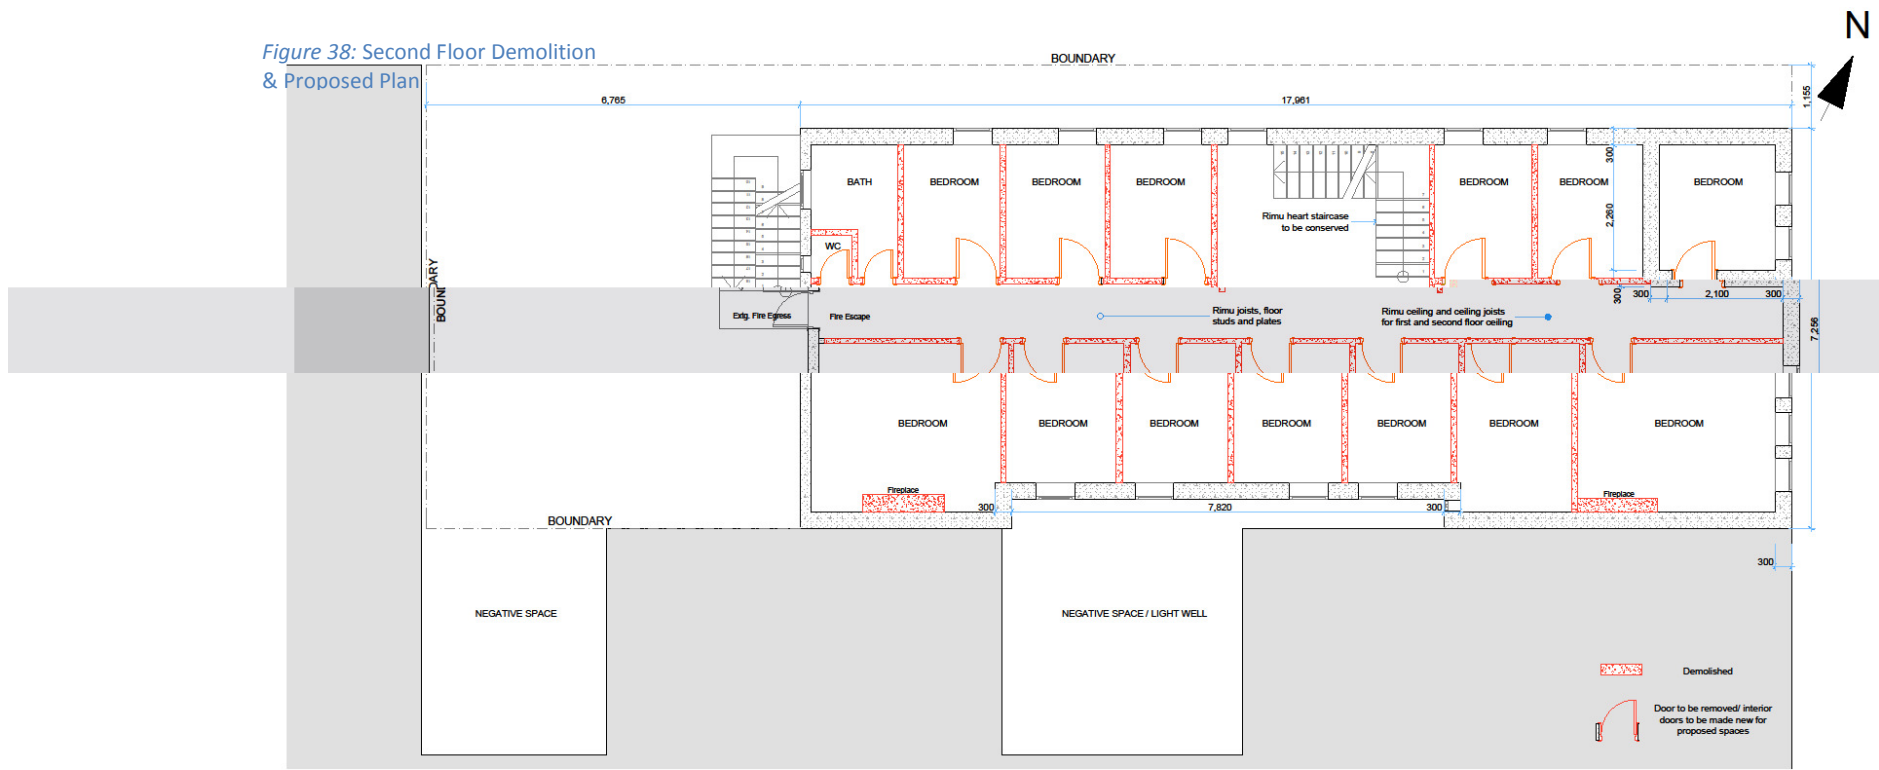 N
Figure 38: Second Floor Demolition
& Proposed Plan
BOUNDARY
6,765
17,961
1,155
BATH
BEDROOM
BEDROOM
BEDROOM
BEDROOM
BEDROOM
BEDROOM
300
2,260
Rimu heart staircase
to be conserved
WC
BOUNDARY
BOUND
300
300
2,100
300
Extg. Fire Egress
Fire Escape
Rimu joists, floor
studs and plates
Rimu ceiling and ceiling joists
for first and second floor ceiling
7,256
BEDROOM
BEDROOM
BEDROOM
BEDROOM
BEDROOM
BEDROOM
BEDROOM
Fireplace
Fireplace
300
7,820
300
BOUNDARY
300
NEGATIVE SPACE
NEGATIVE SPACE / LIGHT WELL
Demolished
Door to be removed/ interior
doors to be made new for
proposed spaces